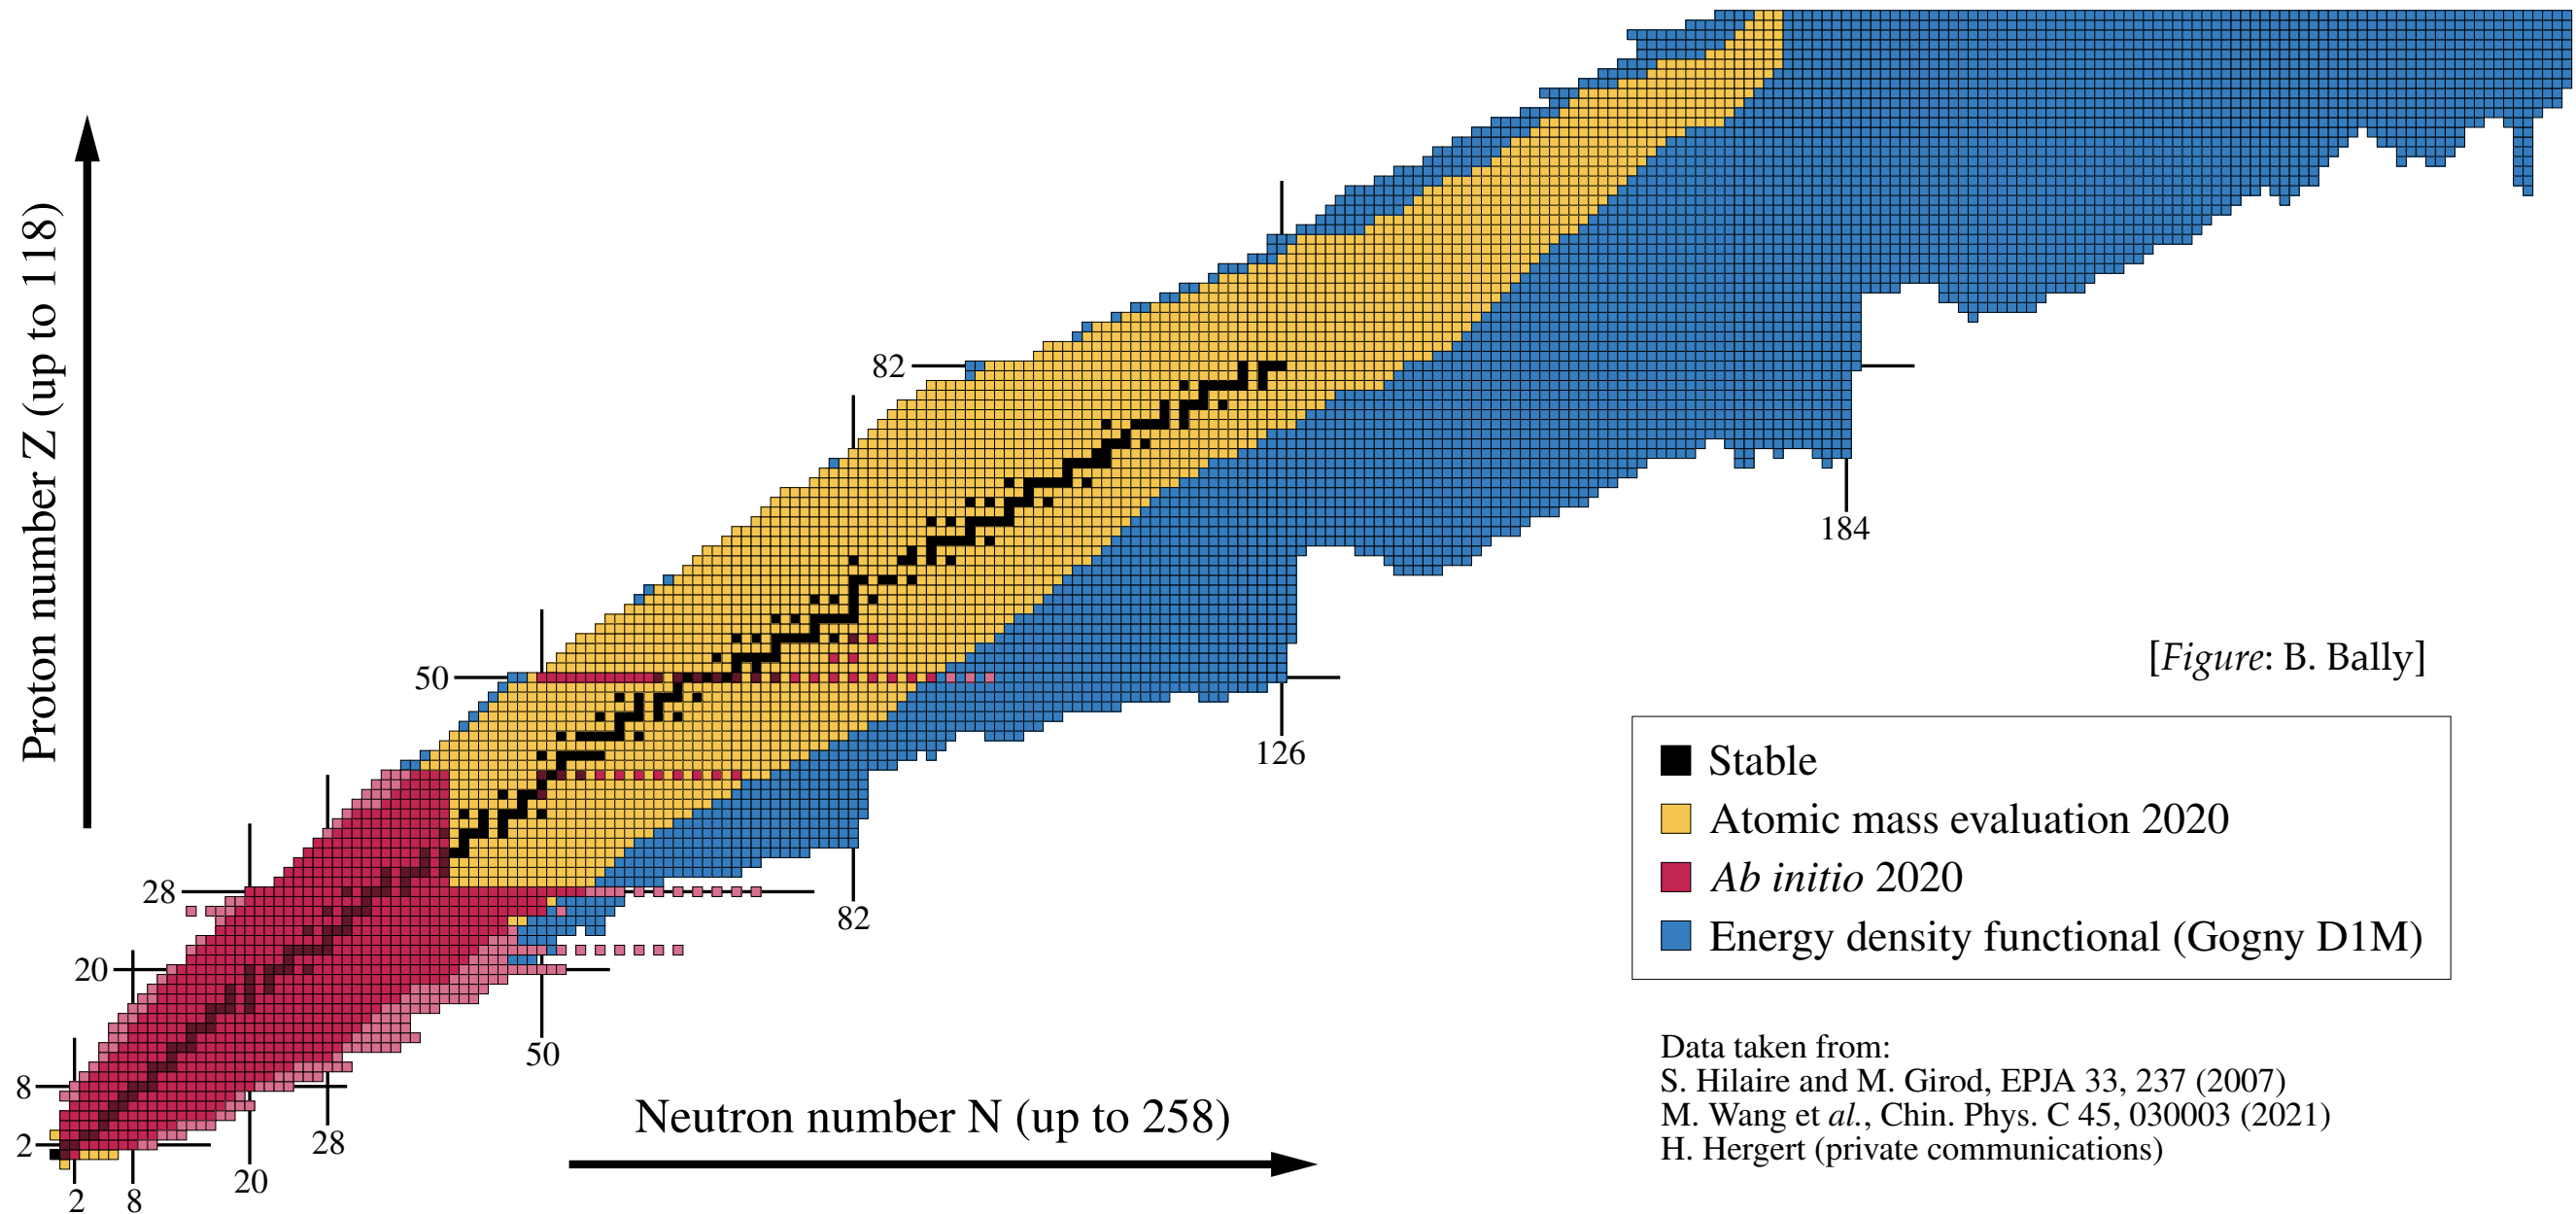 Proton number Z (up to 118)
82
184
50
126
28
82
20
50
8
28
2
20
2
8
Neutron number N (up to 258)
[Figure: B. Bally]
Stable
Atomic mass evaluation 2020
Ab initio 2020
Energy density functional (Gogny D1M)
Data taken from:
S. Hilaire and M. Girod, EPJA 33, 237 (2007)
M. Wang et al., Chin. Phys. C 45, 030003 (2021)
H. Hergert (private communications)